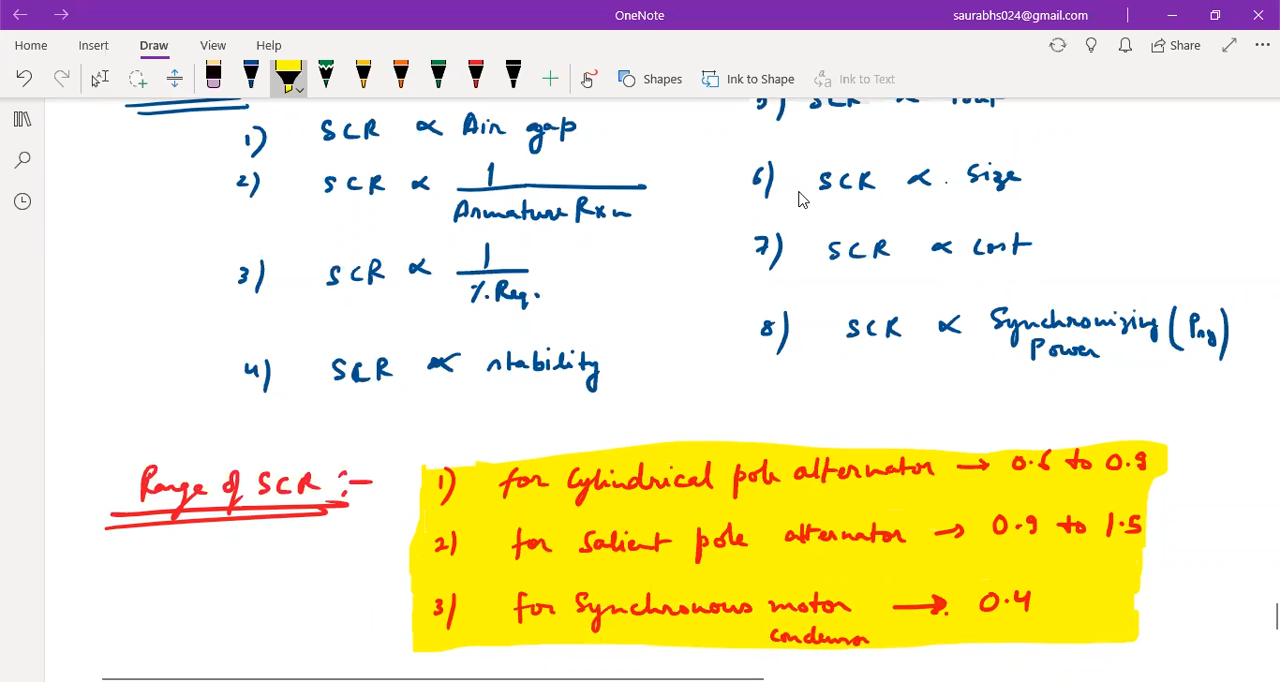 OneNote
saurabhs024@gmail.com
Home Insert Draw View Help
Share
Shapes
Ink to Shape
Ink to Text
1) SCR ∝ Air gap
2) SCR ∝ 1 / Armature Rxn
3) SCR ∝ 1 / %.Reg.
4) SCR ∝ stability
5) SCR ∝
6) SCR ∝ Size
7) SCR ∝ Cost
8) SCR ∝ Synchronizing Power (Psy)
Range of SCR :-
1) for Cylindrical pole alternator → 0.6 to 0.9
2) for Salient pole alternator → 0.9 to 1.5
3) for Synchronous motor → 0.4
condensor